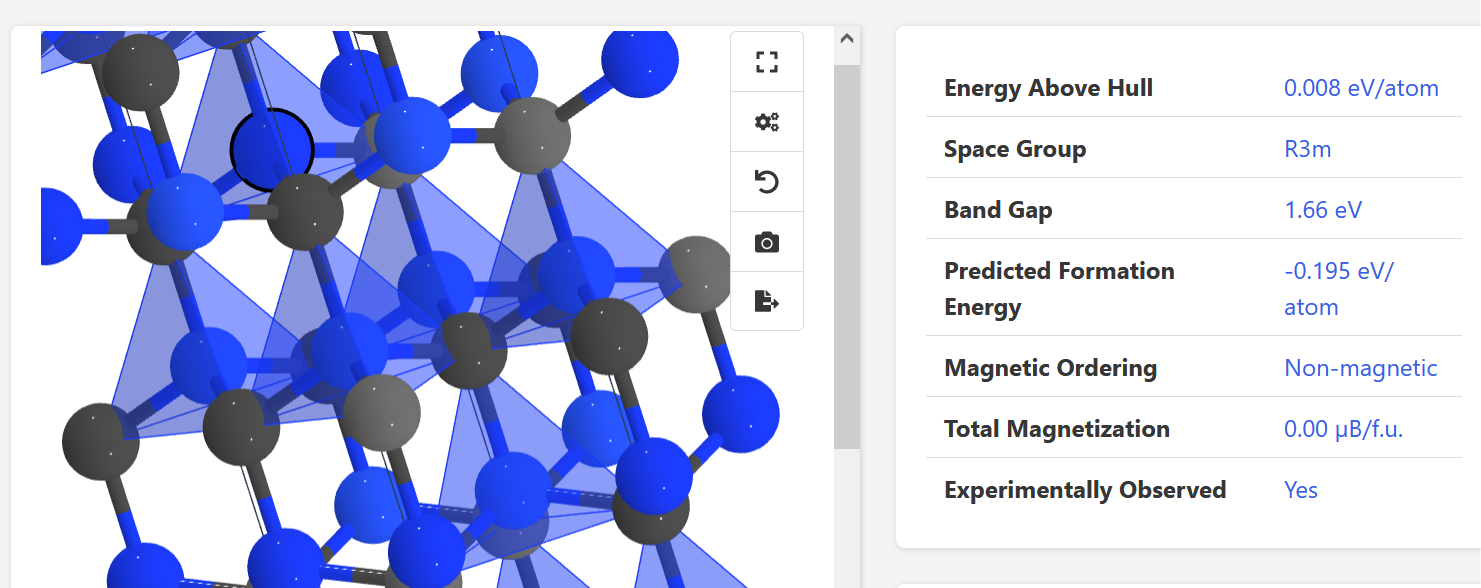 Energy Above Hull 0.008 eV/atom
Space Group R3m
Band Gap 1.66 eV
Predicted Formation -0.195 eV/
Energy atom
Magnetic Ordering Non-magnetic
Total Magnetization 0.00 µB/f.u.
Experimentally Observed Yes